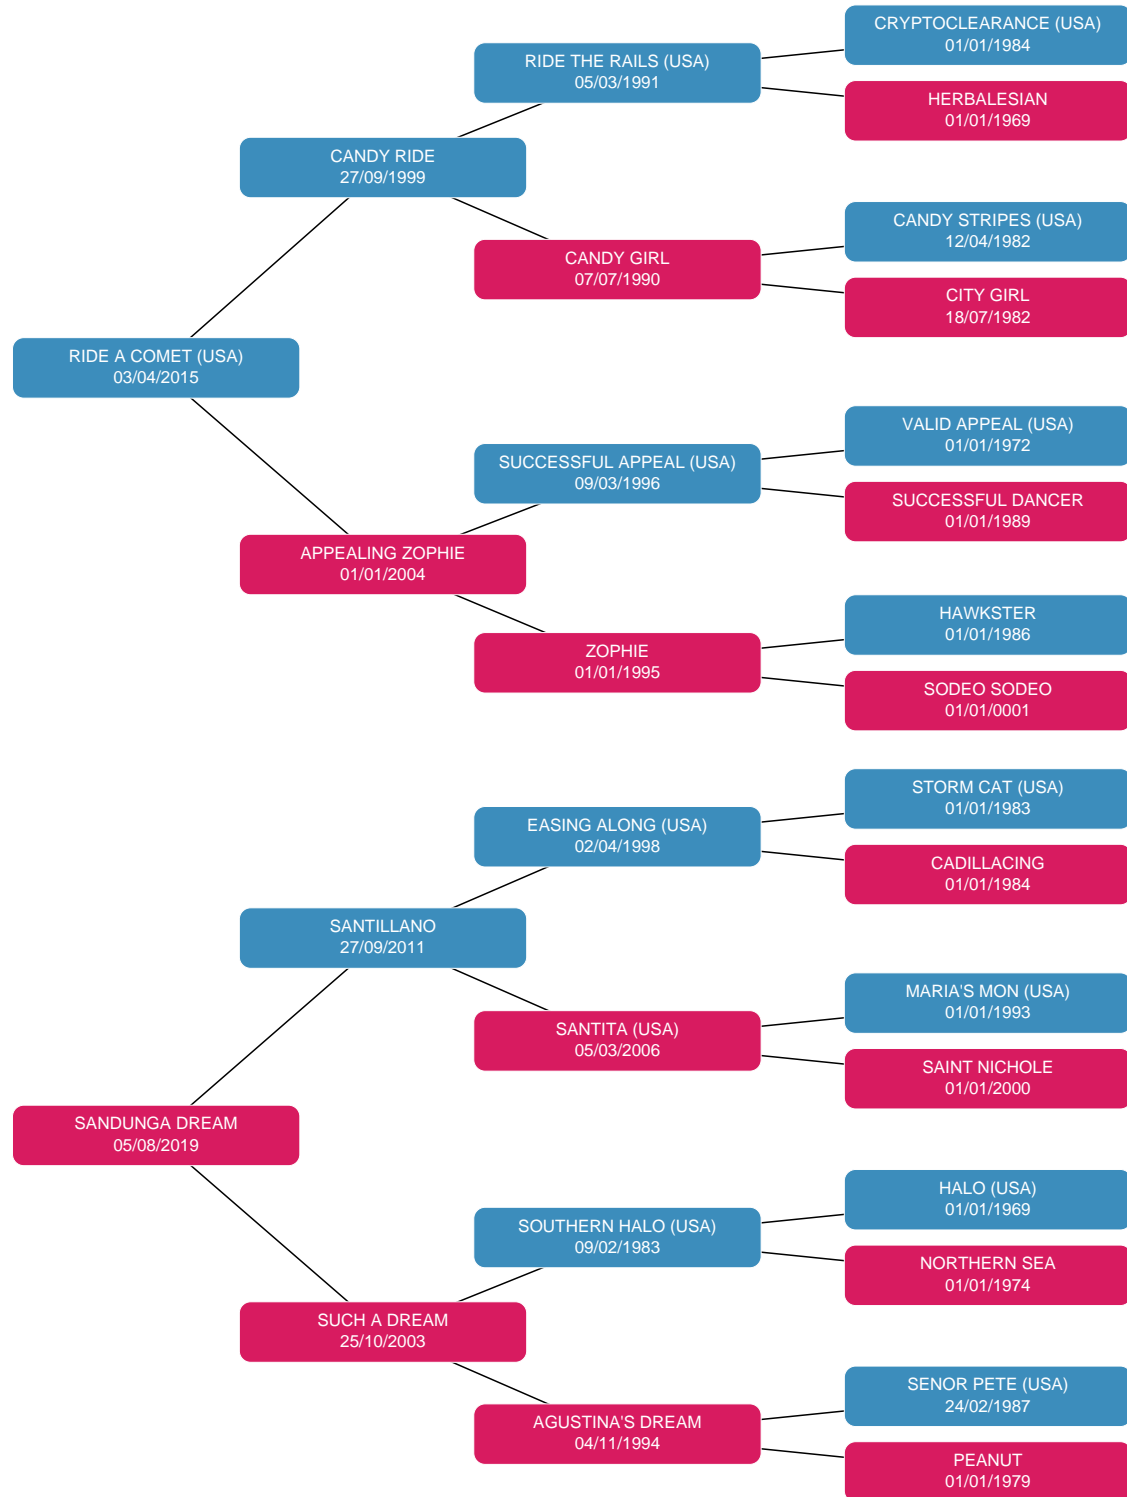 CRYPTOCLEARANCE (USA)
01/01/1984
RIDE THE RAILS (USA)
05/03/1991
HERBALESIAN
01/01/1969
CANDY RIDE
27/09/1999
CANDY STRIPES (USA)
12/04/1982
CANDY GIRL
07/07/1990
CITY GIRL
18/07/1982
RIDE A COMET (USA)
03/04/2015
VALID APPEAL (USA)
01/01/1972
SUCCESSFUL APPEAL (USA)
09/03/1996
SUCCESSFUL DANCER
01/01/1989
APPEALING ZOPHIE
01/01/2004
HAWKSTER
01/01/1986
ZOPHIE
01/01/1995
SODEO SODEO
01/01/0001
STORM CAT (USA)
01/01/1983
EASING ALONG (USA)
02/04/1998
CADILLACING
01/01/1984
SANTILLANO
27/09/2011
MARIA'S MON (USA)
01/01/1993
SANTITA (USA)
05/03/2006
SAINT NICHOLE
01/01/2000
SANDUNGA DREAM
05/08/2019
HALO (USA)
01/01/1969
SOUTHERN HALO (USA)
09/02/1983
NORTHERN SEA
01/01/1974
SUCH A DREAM
25/10/2003
SENOR PETE (USA)
24/02/1987
AGUSTINA'S DREAM
04/11/1994
PEANUT
01/01/1979